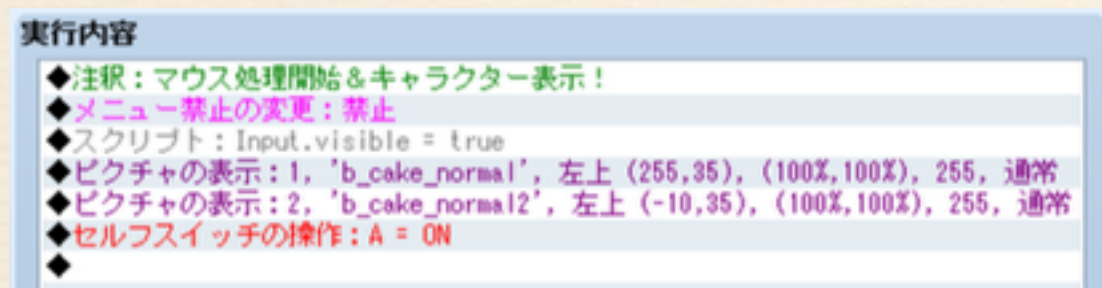 実行内容
◆注釈：マウス処理開始＆キャラクター表示！
◆メニュー禁止の変更：禁止
◆スクリプト：Input.visible = true
◆ピクチャの表示：1, 'b_cake_normal', 左上 (255,35), (100%,100%), 255, 通常
◆ピクチャの表示：2, 'b_cake_normal2', 左上 (-10,35), (100%,100%), 255, 通常
◆セルフスイッチの操作：A = ON
◆